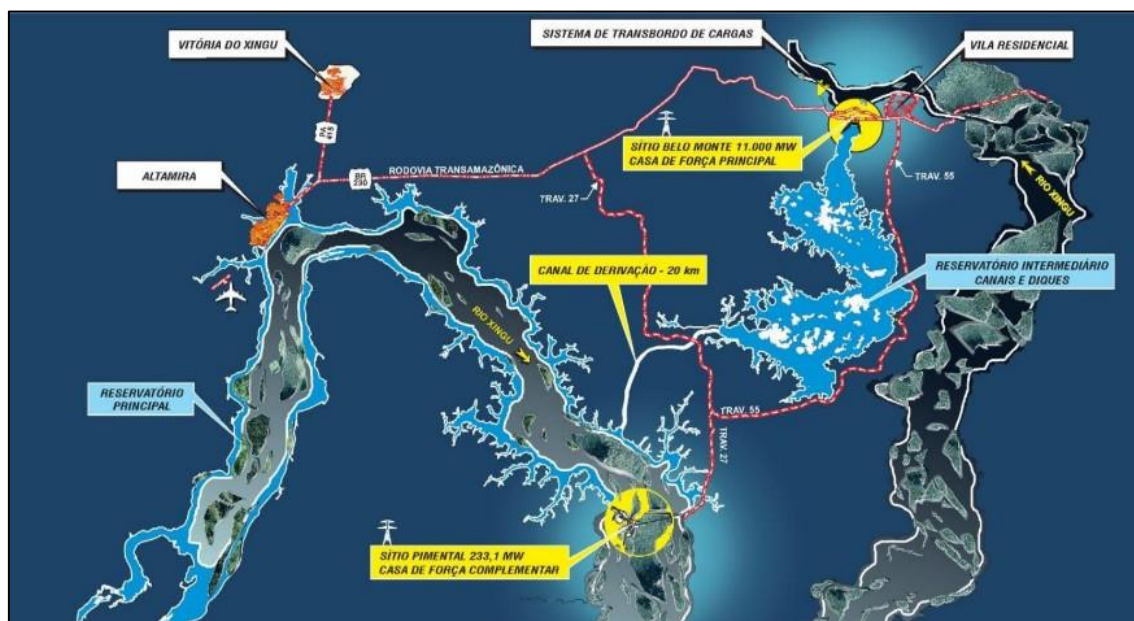 SISTEMA DE TRANSBORDO DE CARGAS
VITÓRIA DO XINGU
VILA RESIDENCIAL
PA
415
SÍTIO BELO MONTE 11.000 MW
CASA DE FORÇA PRINCIPAL
ALTAMIRA
BR
230
RODOVIA TRANSAMAZÔNICA
TRAV. 27
TRAV. 55
RIO XINGU
CANAL DE DERIVAÇÃO - 20 km
RESERVATÓRIO INTERMEDIÁRIO
CANAIS E DIQUES
RIO XINGU
RESERVATÓRIO
PRINCIPAL
TRAV. 55
TRAV. 27
SÍTIO PIMENTAL 233,1 MW
CASA DE FORÇA COMPLEMENTAR